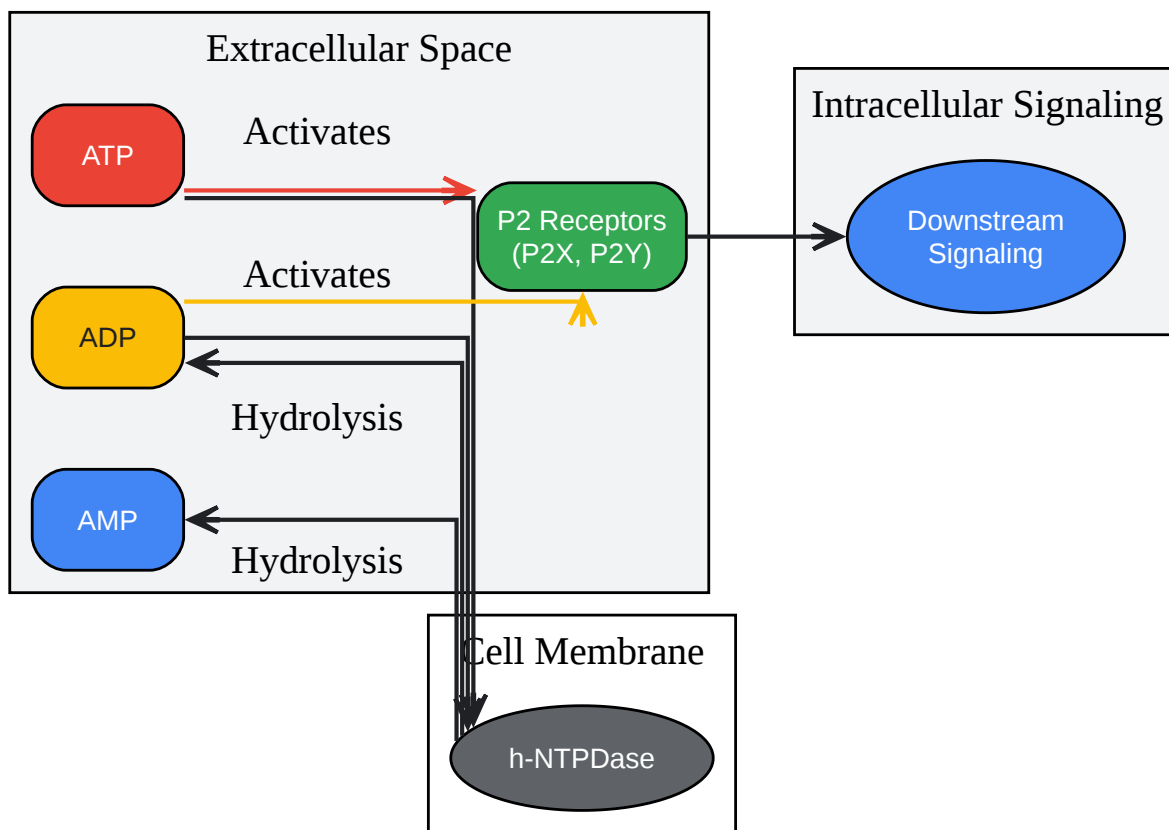 Extracellular Space
Intracellular Signaling
ATP
Activates
P2 Receptors
(P2X, P2Y)
Downstream
Signaling
Activates
ADP
Hydrolysis
AMP
Hydrolysis
Cell Membrane
h-NTPDase